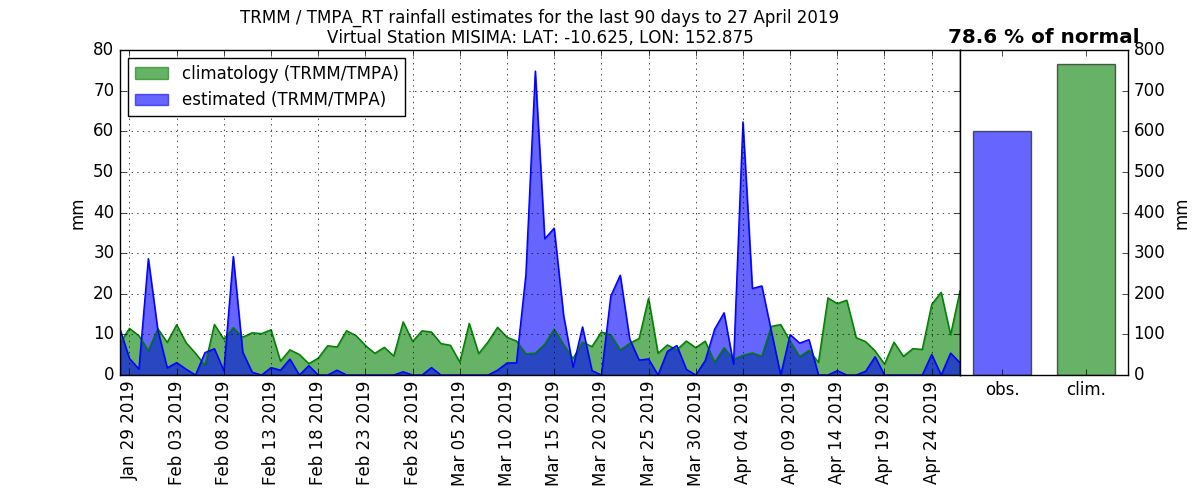 TRMM / TMPA_RT rainfall estimates for the last 90 days to 27 April 2019
Virtual Station MISIMA: LAT: -10.625, LON: 152.875
78.6 % of normal
climatology (TRMM/TMPA)
estimated (TRMM/TMPA)
mm
80
70
60
50
40
30
20
10
0
Jan 29 2019
Feb 03 2019
Feb 08 2019
Feb 13 2019
Feb 18 2019
Feb 23 2019
Feb 28 2019
Mar 05 2019
Mar 10 2019
Mar 15 2019
Mar 20 2019
Mar 25 2019
Mar 30 2019
Apr 04 2019
Apr 09 2019
Apr 14 2019
Apr 19 2019
Apr 24 2019
800
700
600
500
400
300
200
100
0
mm
obs.
clim.